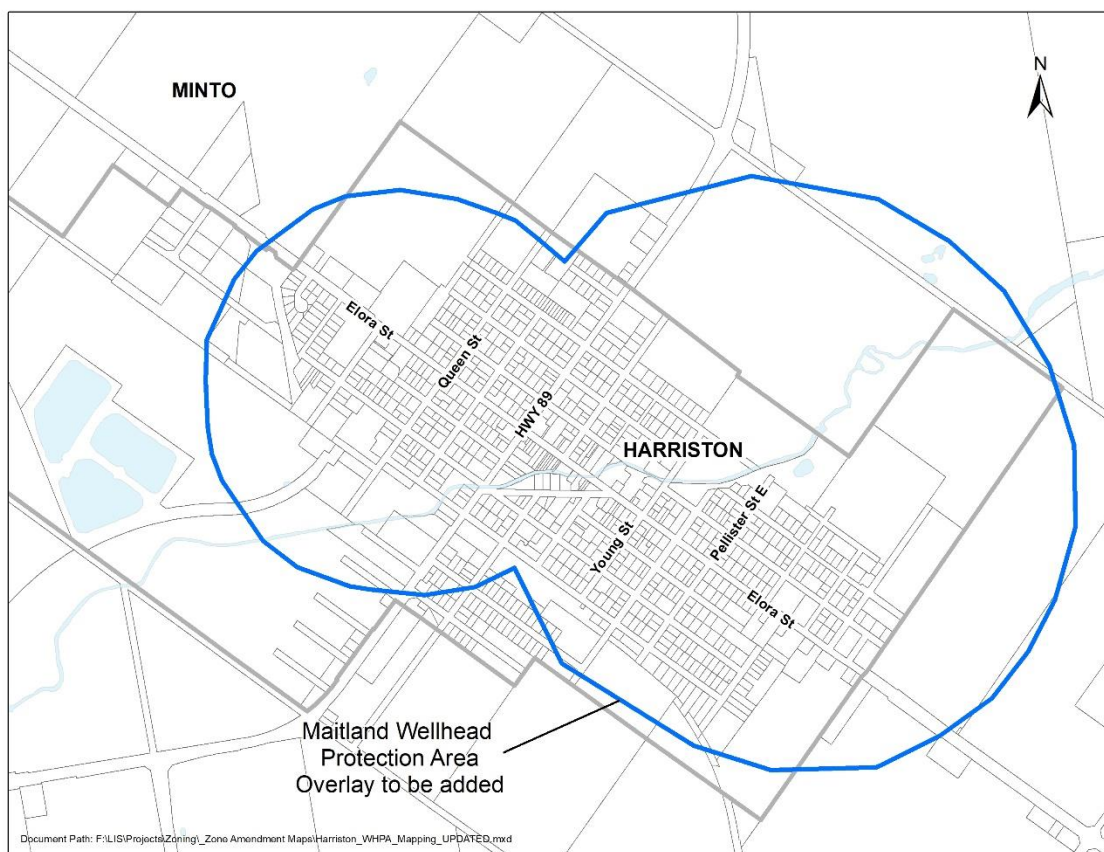 N
MINTO
Elora St
Queen St
HWY 89
HARRISTON
Young St
Pellister St E
Elora St
Maitland Wellhead
Protection Area
Overlay to be added
Document Path: F:\LIS\Projects\Zoning\_Zone Amendment Maps\Harriston_WHPA_Mapping_UPDATED.mxd